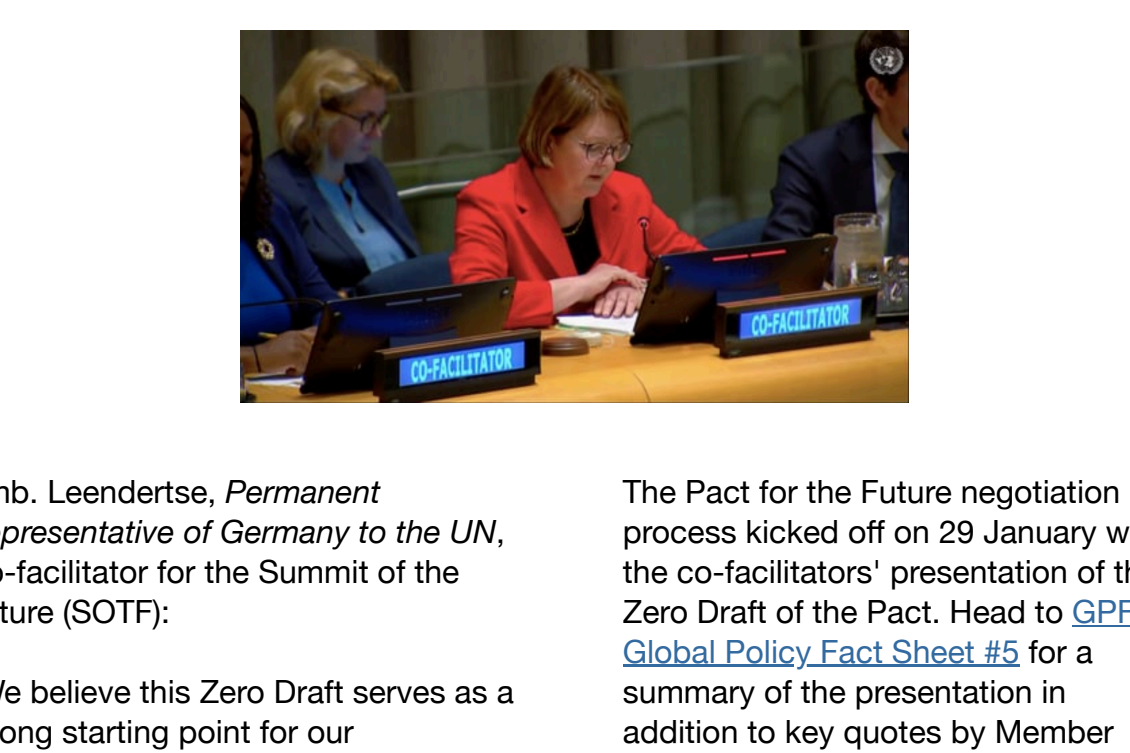 CO-FACILITATOR
CO-FACILITATOR
mb. Leendertse, Permanent
presentative of Germany to the UN,
o-facilitator for the Summit of the
ture (SOTF):
We believe this Zero Draft serves as a
ong starting point for our
The Pact for the Future negotiation
process kicked off on 29 January w
the co-facilitators' presentation of th
Zero Draft of the Pact. Head to GPF
Global Policy Fact Sheet #5 for a
summary of the presentation in
addition to key quotes by Member